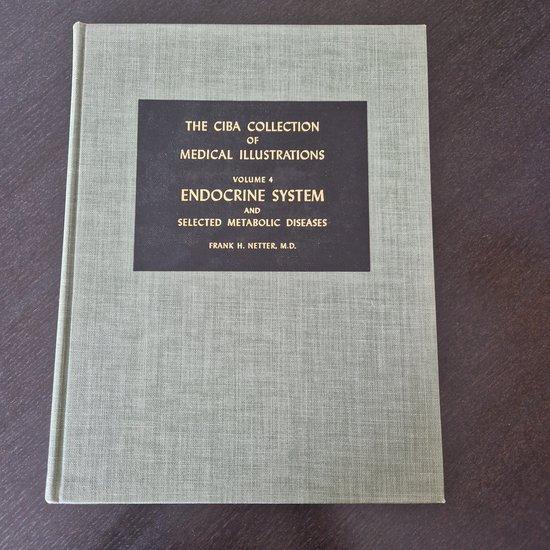 THE CIBA COLLECTION
OF
MEDICAL ILLUSTRATIONS
VOLUME 4
ENDOCRINE SYSTEM
AND
SELECTED METABOLIC DISEASES
FRANK H. NETTER, M.D.